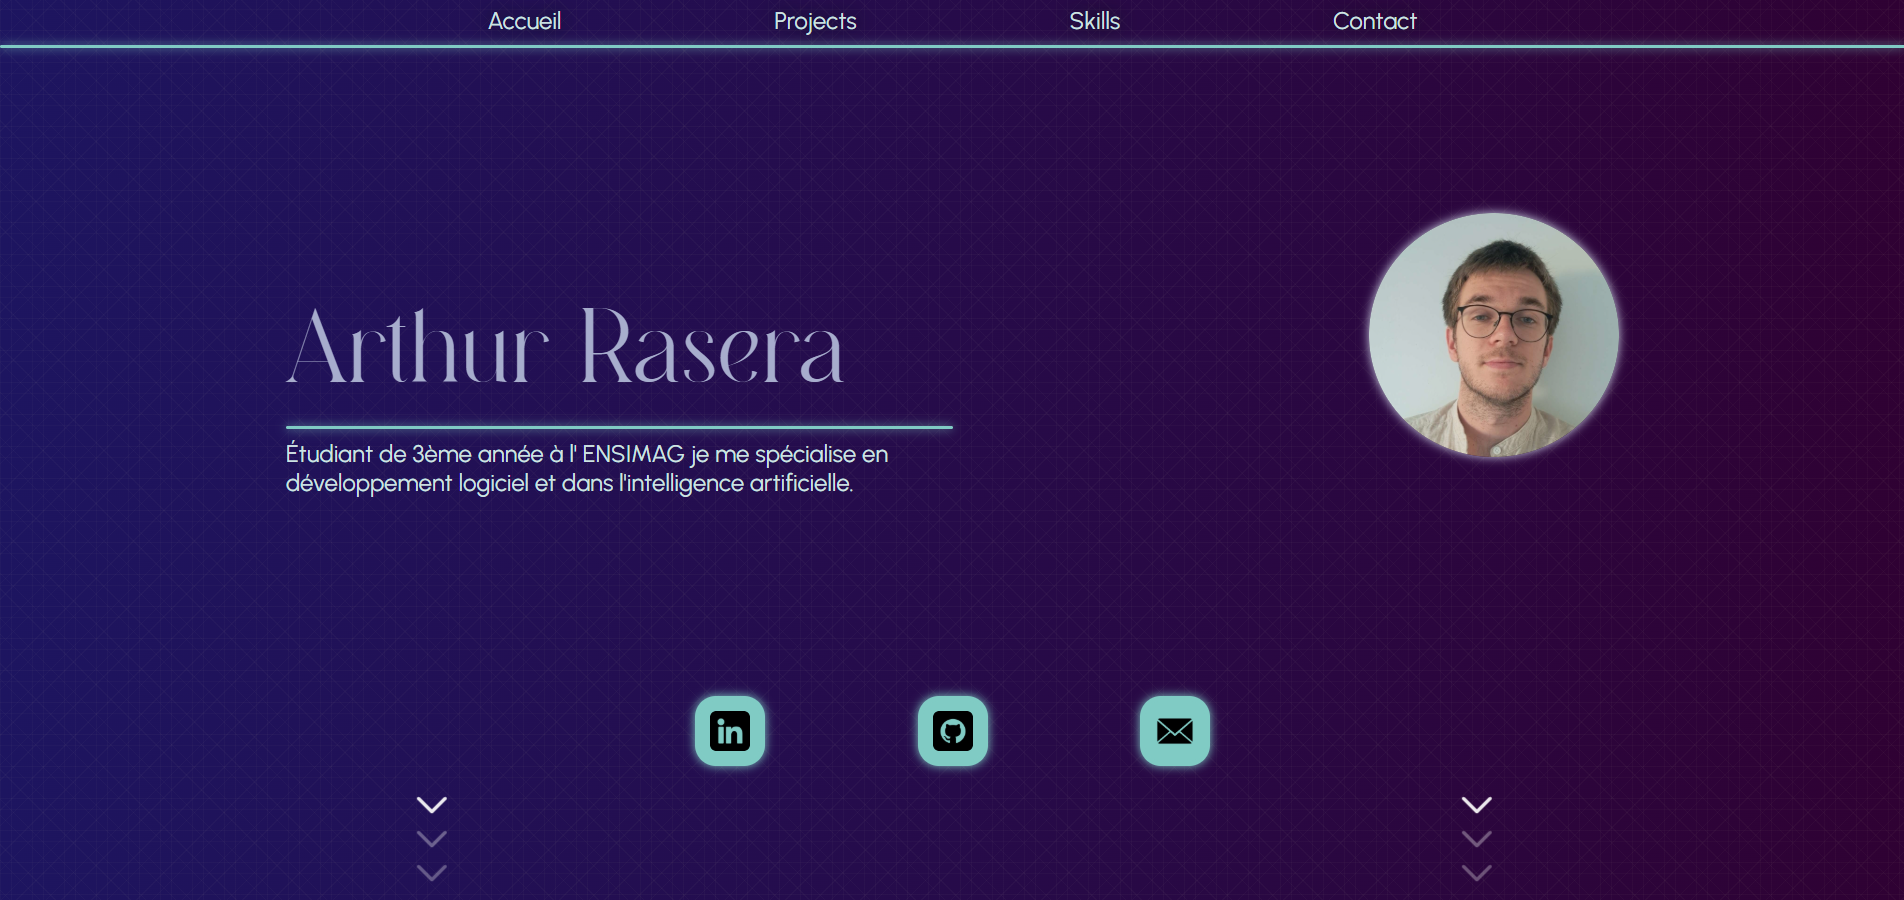 Accueil Projects Skills Contact
Arthur Rasera
Étudiant de 3ème année à l' ENSIMAG je me spécialise en
développement logiciel et dans l'intelligence artificielle.
in